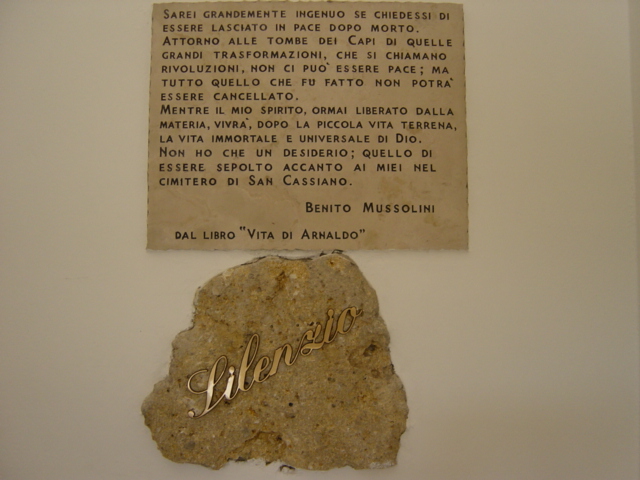 SAREI GRANDEMENTE INGENUO SE CHIEDESSI DI
ESSERE LASCIATO IN PACE DOPO MORTO.
ATTORNO ALLE TOMBE DEI CAPI DI QUELLE
GRANDI TRASFORMAZIONI, CHE SI CHIAMANO
RIVOLUZIONI, NON CI PUO' ESSERE PACE; MA
TUTTO QUELLO CHE FU FATTO NON POTRA'
ESSERE CANCELLATO.
MENTRE IL MIO SPIRITO, ORMAI LIBERATO DALLA
MATERIA, VIVRA', DOPO LA PICCOLA VITA TERRENA,
LA VITA IMMORTALE E UNIVERSALE DI DIO.
NON HO CHE UN DESIDERIO; QUELLO DI
ESSERE SEPOLTO ACCANTO AI MIEI NEL
CIMITERO DI SAN CASSIANO.
BENITO MUSSOLINI
DAL LIBRO "VITA DI ARNALDO"
Silenzio